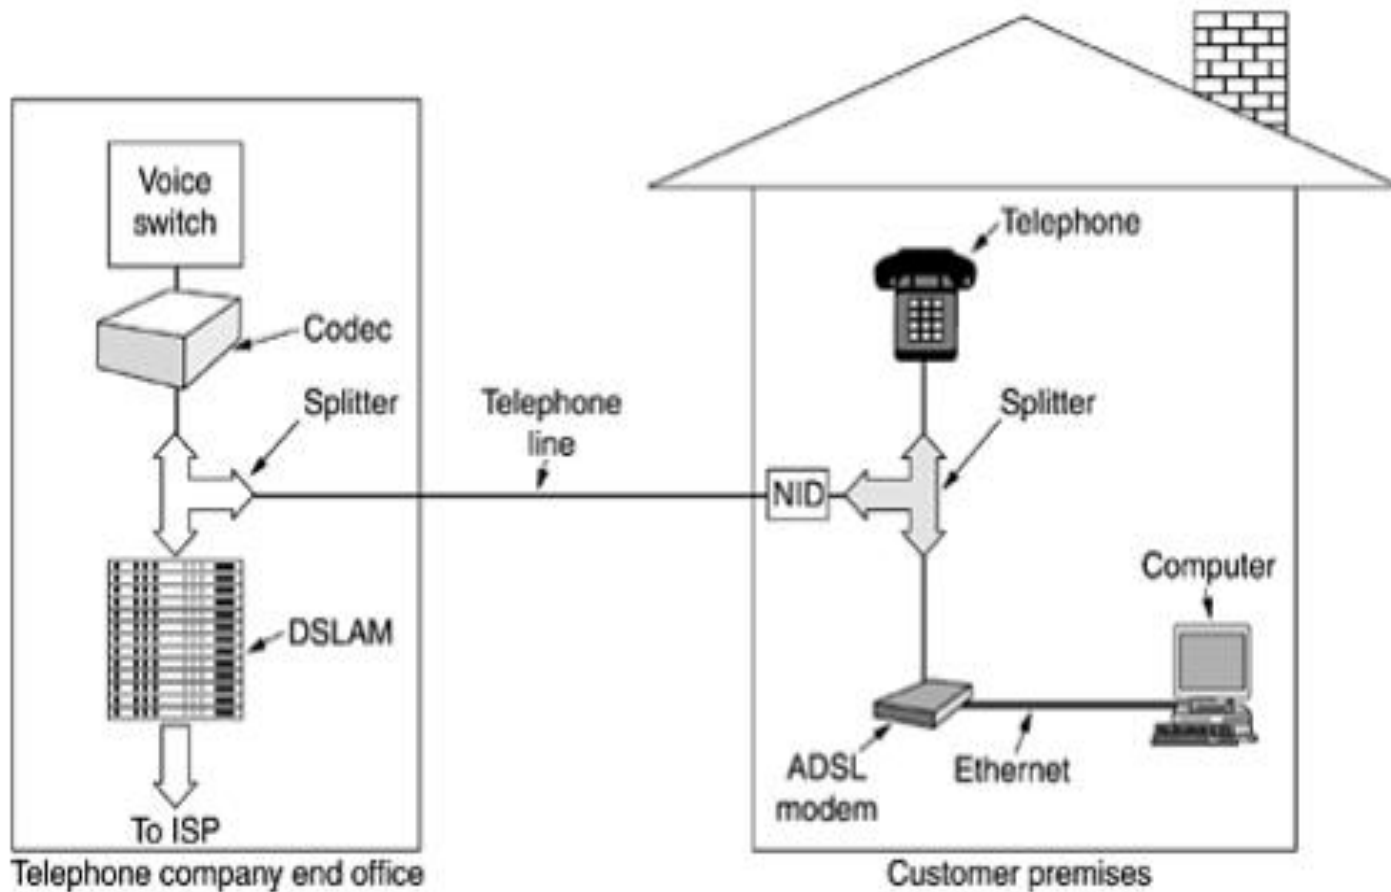 Voice
switch
Codec
Splitter
DSLAM
To ISP
Telephone company end office
Telephone
line
NID
Telephone
Splitter
Computer
ADSL
modem
Ethernet
Customer premises